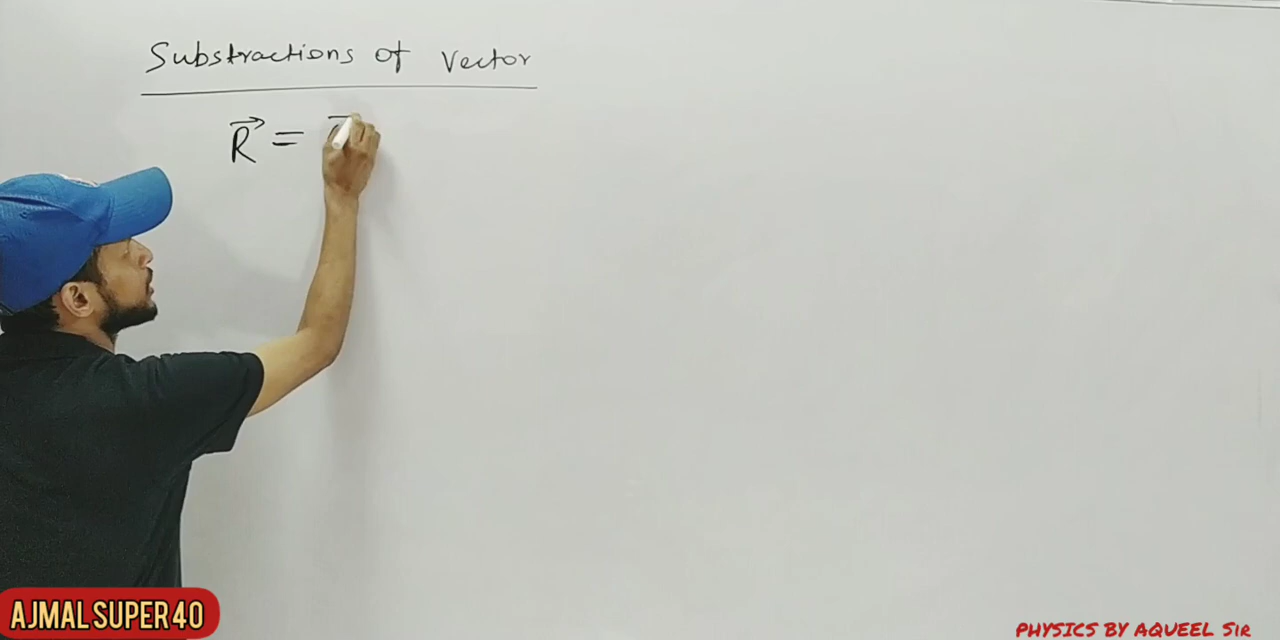 Substractions of Vector
R⃗ =
AJMAL SUPER 40
PHYSICS BY AQUEEL Sir